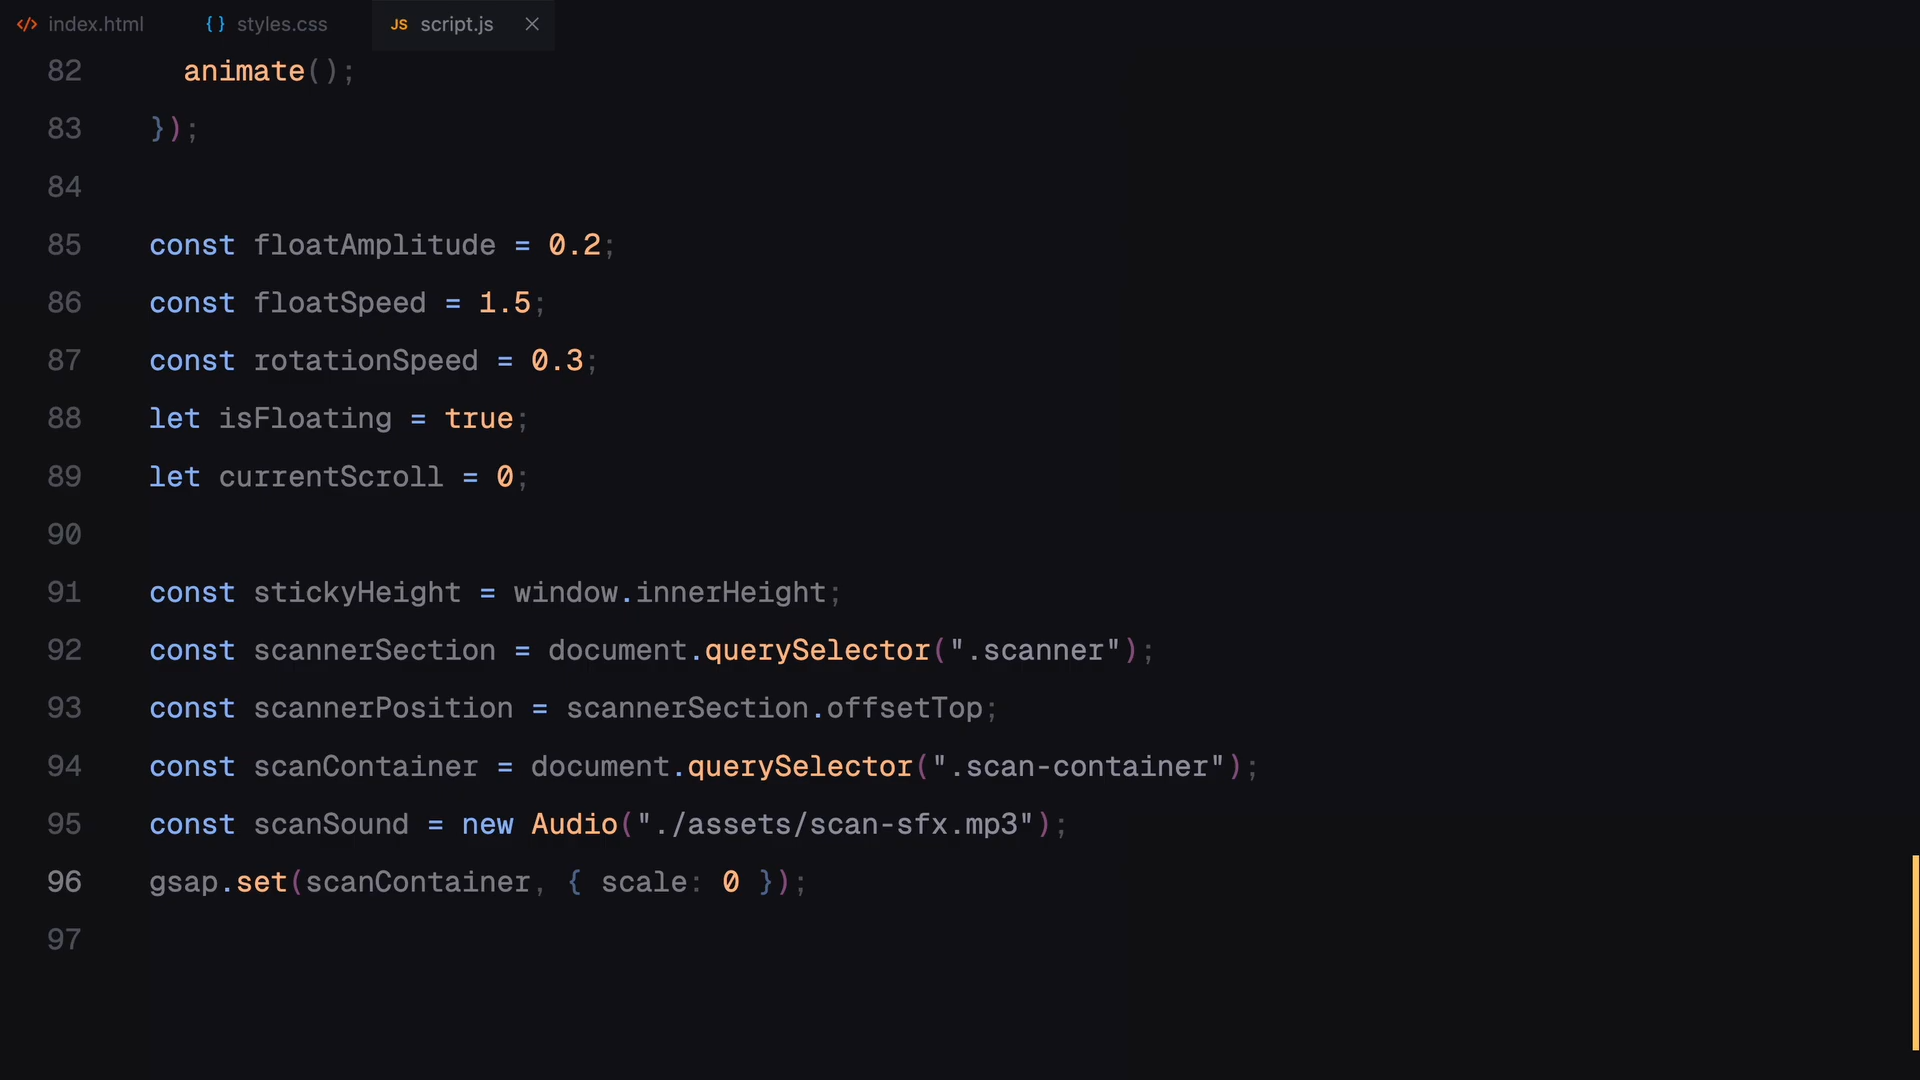 index.html
styles.css
JS script.js
82 animate();
83 });
84
85 const floatAmplitude = 0.2;
86 const floatSpeed = 1.5;
87 const rotationSpeed = 0.3;
88 let isFloating = true;
89 let currentScroll = 0;
90
91 const stickyHeight = window.innerHeight;
92 const scannerSection = document.querySelector(".scanner");
93 const scannerPosition = scannerSection.offsetTop;
94 const scanContainer = document.querySelector(".scan-container");
95 const scanSound = new Audio("./assets/scan-sfx.mp3");
96 gsap.set(scanContainer, { scale: 0 });
97